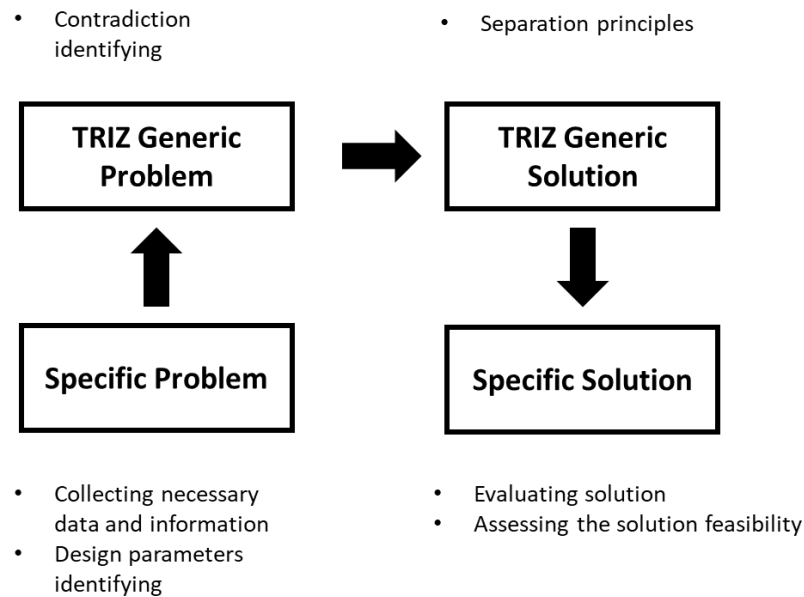 • Contradiction
identifying
• Separation principles
TRIZ Generic
Problem
TRIZ Generic
Solution
Specific Problem
Specific Solution
• Collecting necessary
data and information
• Design parameters
identifying
• Evaluating solution
• Assessing the solution feasibility